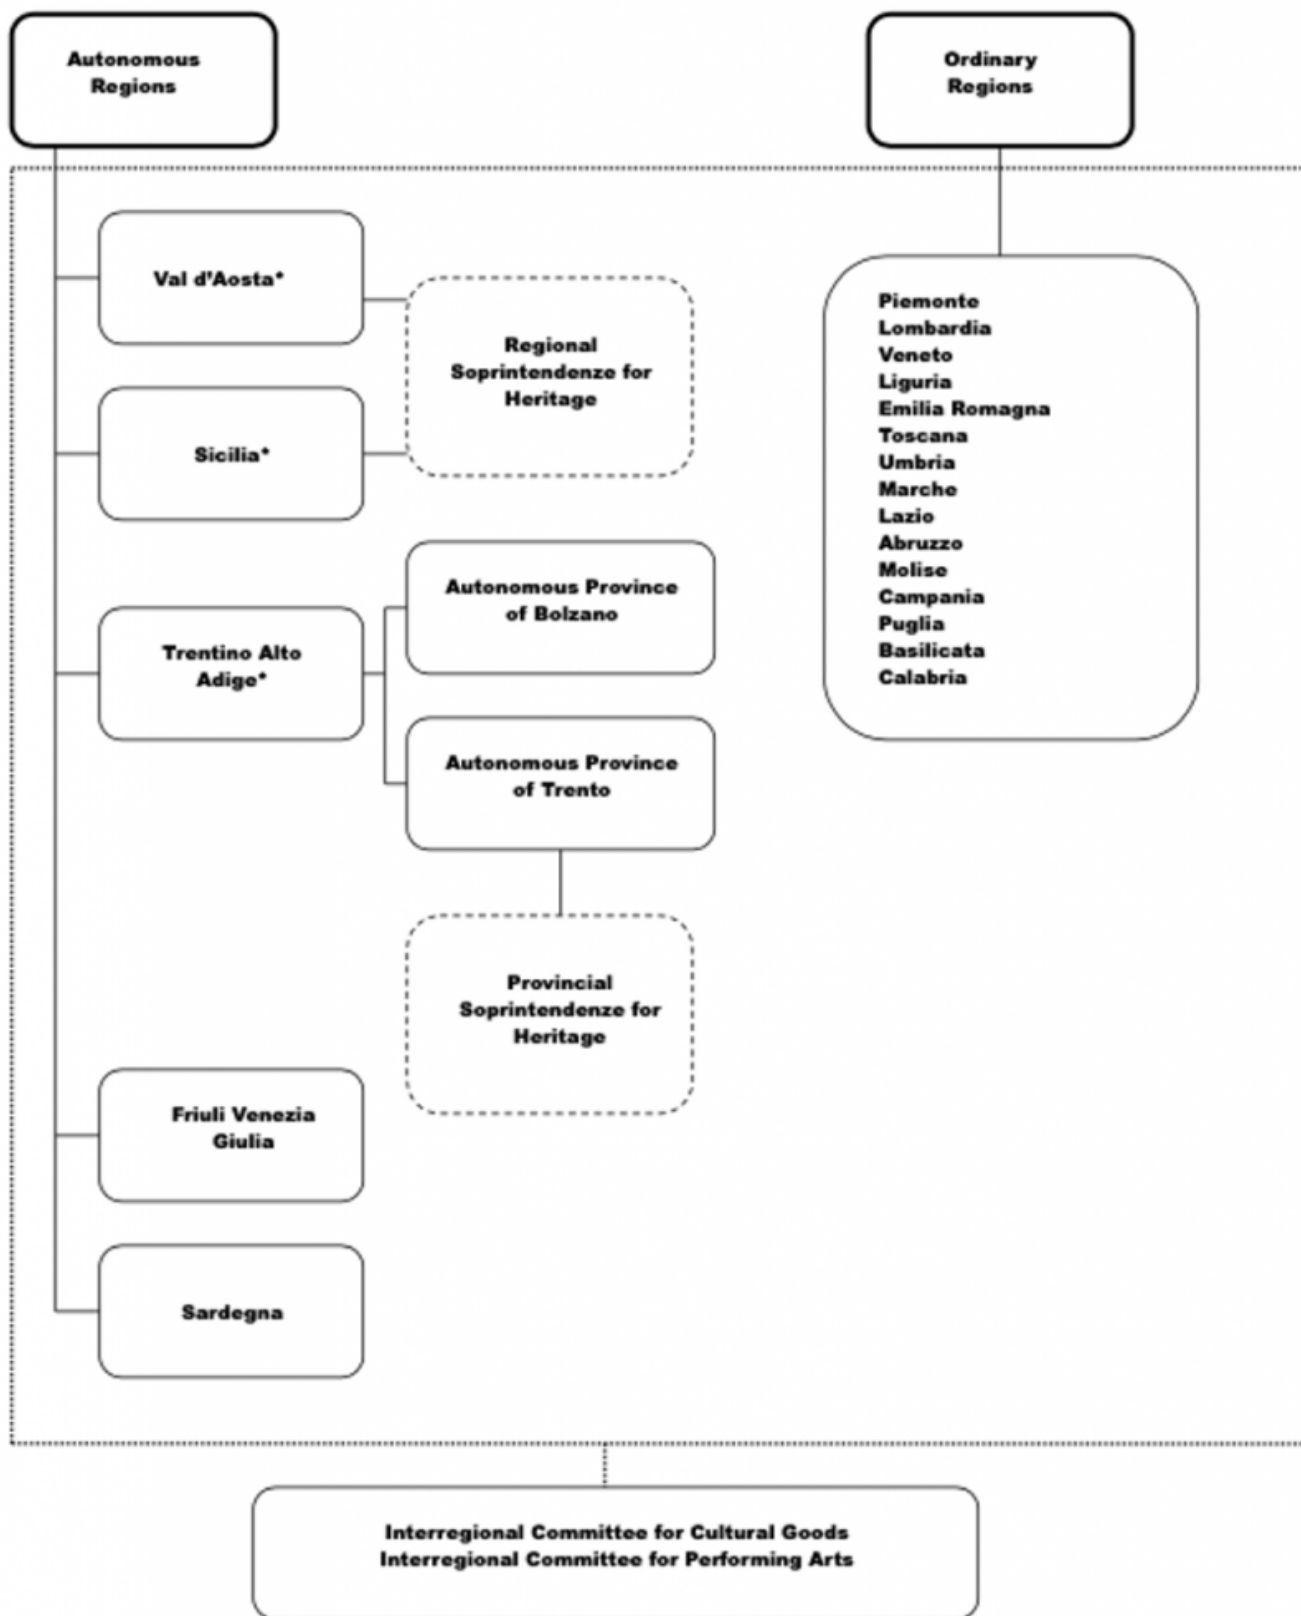 Autonomous
Regions
Ordinary
Regions
Val d'Aosta*
Regional
Soprintendenze for
Heritage
Sicilia*
Autonomous Province
of Bolzano
Trentino Alto
Adige*
Autonomous Province
of Trento
Provincial
Soprintendenze for
Heritage
Friuli Venezia
Giulia
Sardegna
Piemonte
Lombardia
Veneto
Liguria
Emilia Romagna
Toscana
Umbria
Marche
Lazio
Abruzzo
Molise
Campania
Puglia
Basilicata
Calabria
Interregional Committee for Cultural Goods
Interregional Committee for Performing Arts